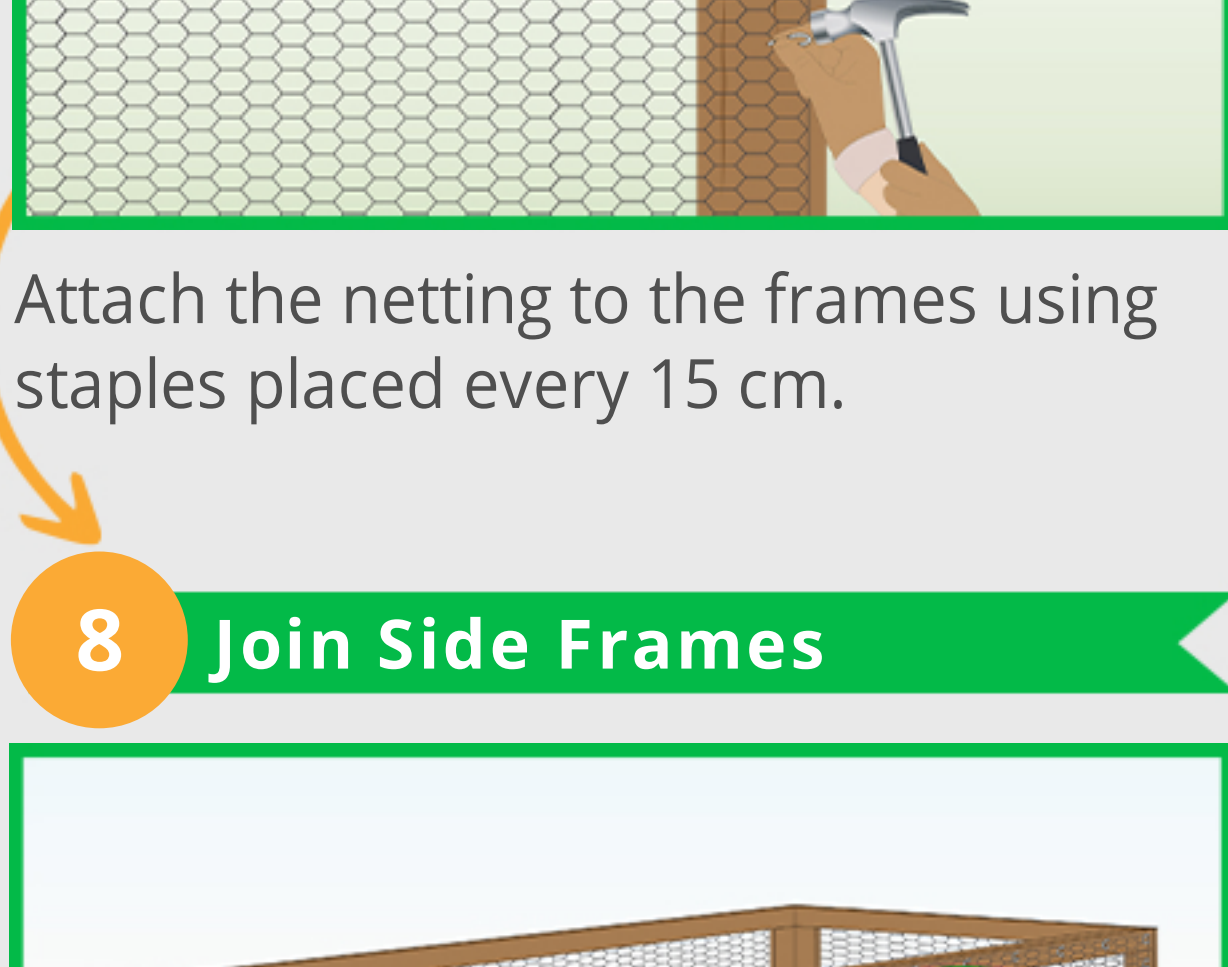 Attach the netting to the frames using
staples placed every 15 cm.
8
Join Side Frames